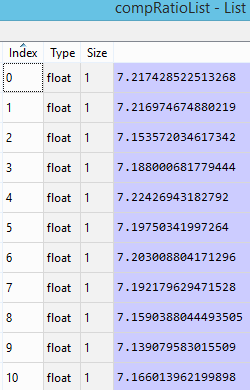 compRatioList - List
Index Type Size
0 float 1 7.217428522513268
1 float 1 7.216974674880219
2 float 1 7.153572034617342
3 float 1 7.188000681779444
4 float 1 7.22426943182792
5 float 1 7.19750341997264
6 float 1 7.203008804171296
7 float 1 7.192179629471528
8 float 1 7.1590388044493505
9 float 1 7.139079583015509
10 float 1 7.166013962199898